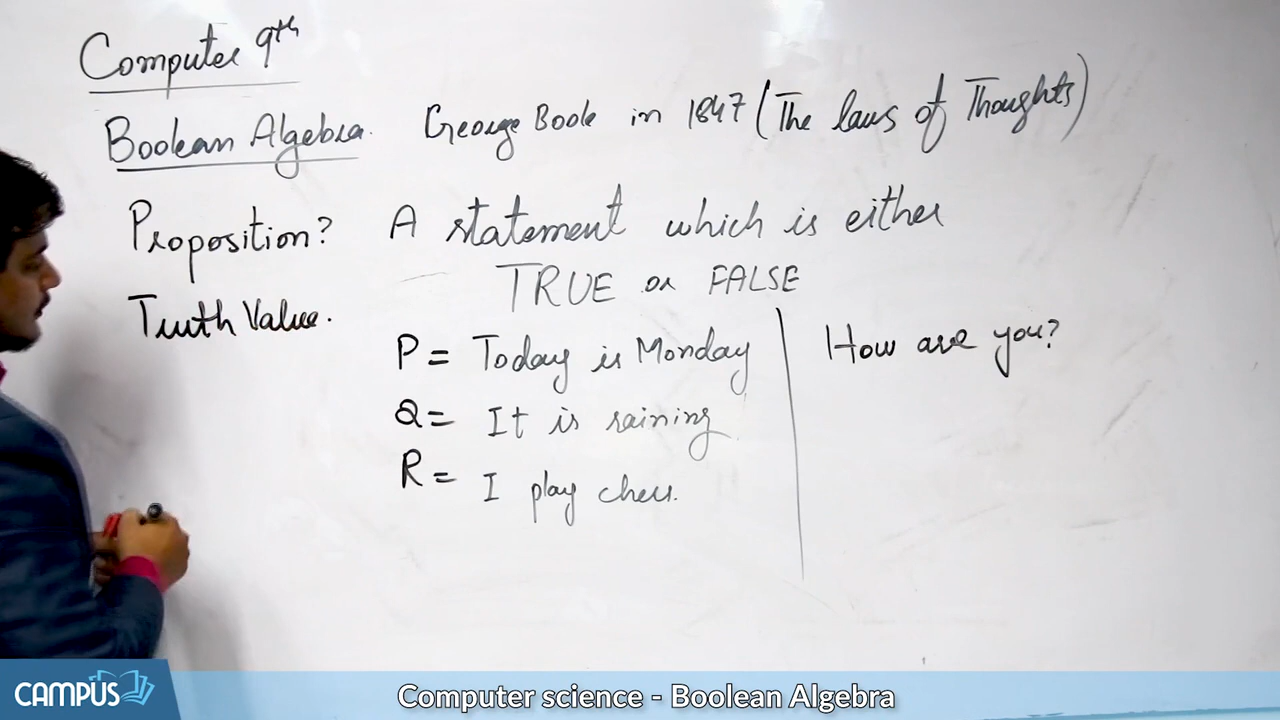 Computer 9th
Boolean Algebra. George Boole in 1847 (The laws of Thoughts)
Proposition? A statement which is either
TRUE or FALSE
Truth Value.
P = Today is Monday
How are you?
Q = It is raining
R = I play chess.
CAMPUS
Computer science - Boolean Algebra